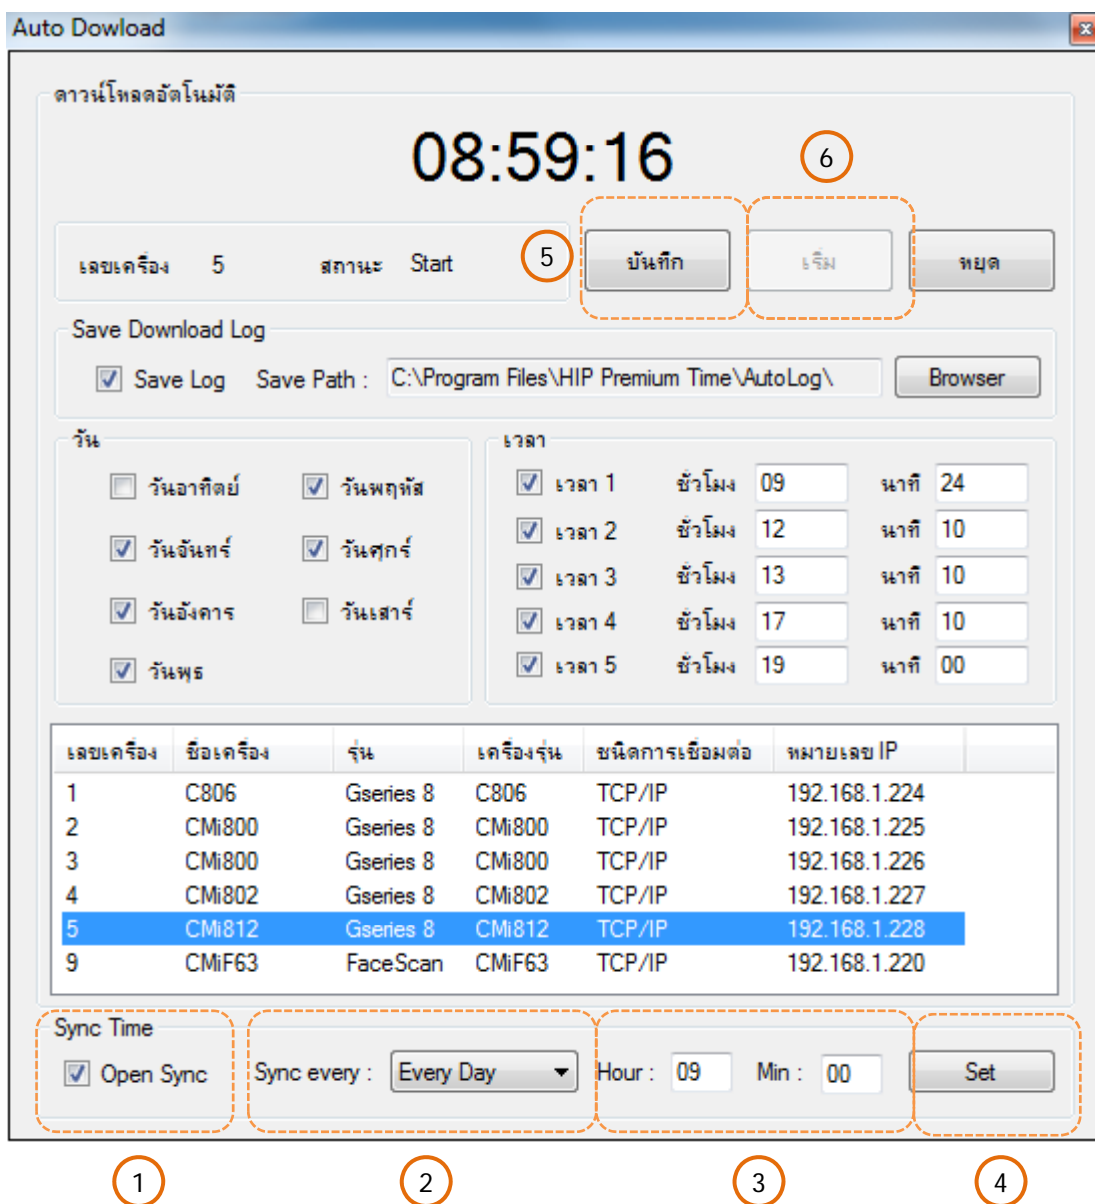 Auto Dowload
ดาวน์โหลดอัตโนมัติ
08:59:16
6
เลขเครื่อง 5 สถานะ Start 5 บันทึก เริ่ม หยุด
Save Download Log
Save Log Save Path : C:\Program Files\HIP Premium Time\AutoLog\ Browser
วัน
วันอาทิตย์ วันพฤหัส
วันจันทร์ วันศุกร์
วันอังคาร วันเสาร์
วันพุธ
เวลา
เวลา 1 ชั่วโมง 09 นาที 24
เวลา 2 ชั่วโมง 12 นาที 10
เวลา 3 ชั่วโมง 13 นาที 10
เวลา 4 ชั่วโมง 17 นาที 10
เวลา 5 ชั่วโมง 19 นาที 00
เลขเครื่อง ชื่อเครื่อง รุ่น เครื่องรุ่น ชนิดการเชื่อมต่อ หมายเลข IP
1 C806 Gseries 8 C806 TCP/IP 192.168.1.224
2 CMi800 Gseries 8 CMi800 TCP/IP 192.168.1.225
3 CMi800 Gseries 8 CMi800 TCP/IP 192.168.1.226
4 CMi802 Gseries 8 CMi802 TCP/IP 192.168.1.227
5 CMi812 Gseries 8 CMi812 TCP/IP 192.168.1.228
9 CMiF63 FaceScan CMiF63 TCP/IP 192.168.1.220
Sync Time
Open Sync Sync every : Every Day Hour : 09 Min : 00 Set
1 2 3 4